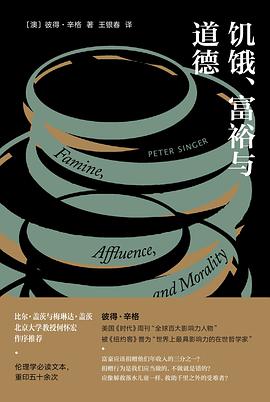 [澳] 彼得·辛格 著 王银春 译
饥饿、富裕与
道德
PETER SINGER
Famine,
Affluence,
and Morality
比尔·盖茨与梅琳达·盖茨
北京大学教授何怀宏
作序推荐
伦理学必读文本,
重印五十余次
彼得·辛格
美国《时代》周刊“全球百大影响力人物”
被《纽约客》誉为“世界上最具影响力的在世哲学家”
富豪应该捐赠他们年收入的三分之一?
捐赠行为是我们应当做的,不做就是错的?
应像解救落水儿童一样,救助千里之外的受难者?